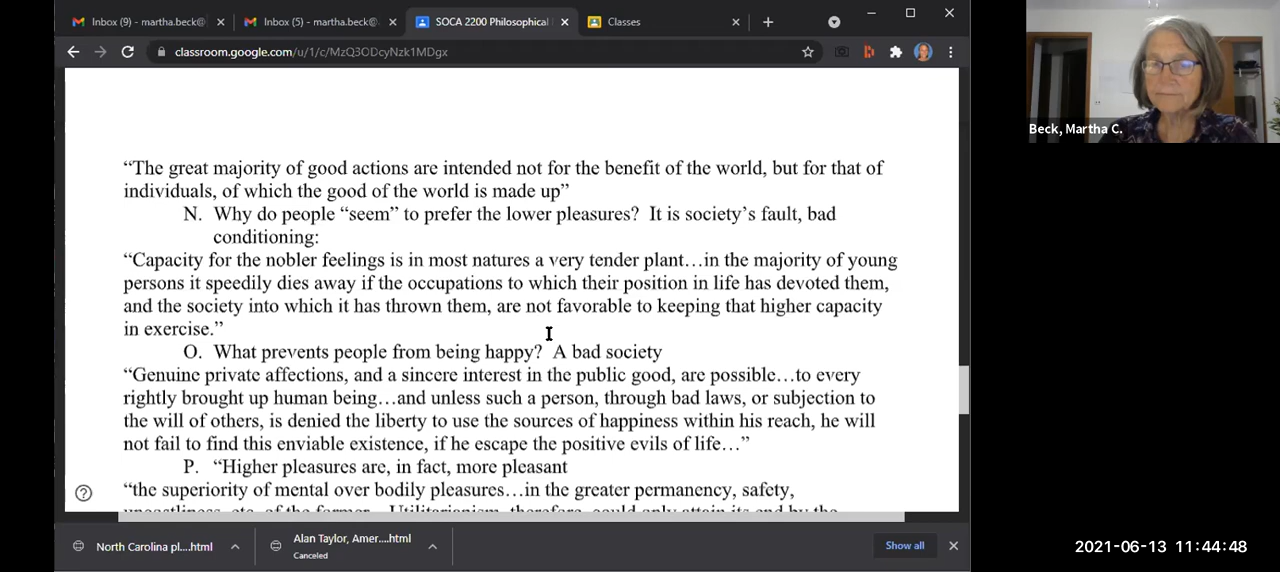 Inbox (9) - martha.beck@
Inbox (5) - martha.beck@
SOCA 2200 Philosophical
Classes
classroom.google.com/u/1/c/MzQ3ODcyNzk1MDgx
Beck, Martha C.
“The great majority of good actions are intended not for the benefit of the world, but for that of
individuals, of which the good of the world is made up”
N. Why do people “seem” to prefer the lower pleasures? It is society’s fault, bad
conditioning:
“Capacity for the nobler feelings is in most natures a very tender plant…in the majority of young
persons it speedily dies away if the occupations to which their position in life has devoted them,
and the society into which it has thrown them, are not favorable to keeping that higher capacity
in exercise.”
O. What prevents people from being happy? A bad society
“Genuine private affections, and a sincere interest in the public good, are possible…to every
rightly brought up human being…and unless such a person, through bad laws, or subjection to
the will of others, is denied the liberty to use the sources of happiness within his reach, he will
not fail to find this enviable existence, if he escape the positive evils of life…”
P. “Higher pleasures are, in fact, more pleasant
“the superiority of mental over bodily pleasures…in the greater permanency, safety,
North Carolina pl....html
Alan Taylor, Amer....html
Canceled
Show all
2021-06-13 11:44:48